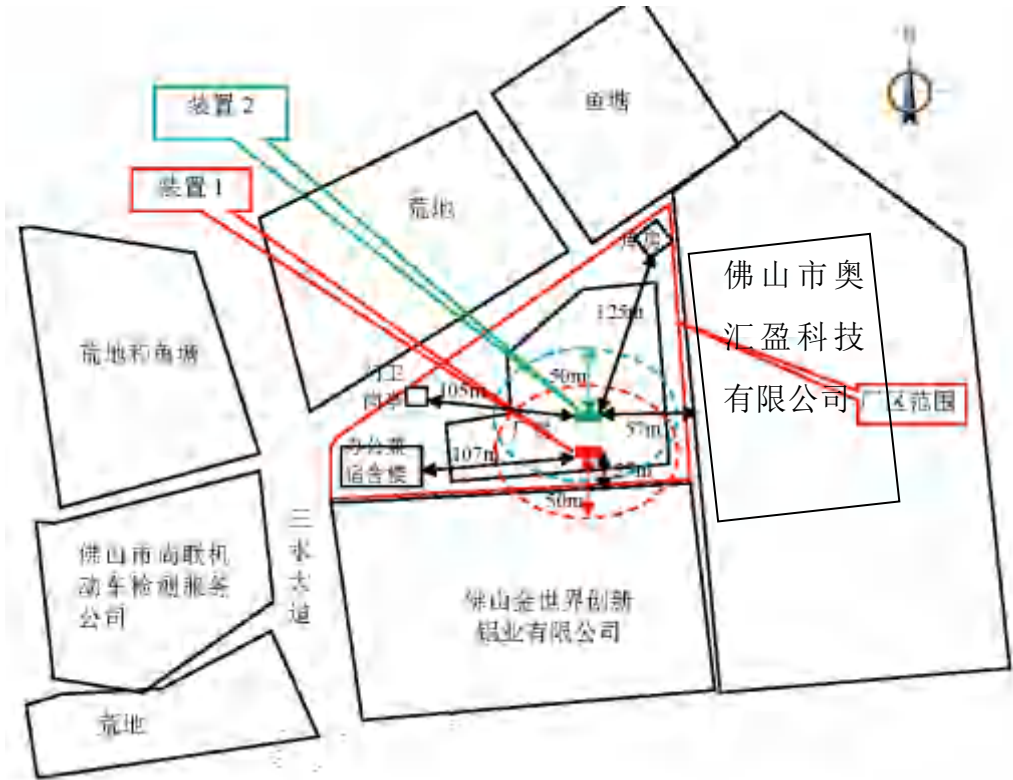 鱼塘
装置 2
装置 1
荒地
佛山市奥
汇盈科技
有限公司
125m
荒地和鱼塘
50m
厂区范围
105m
57m
办公兼
宿舍楼
107m
50m
三水大道
佛山市尚联机
动车检测服务
公司
佛山金世界创新
铝业有限公司
荒地